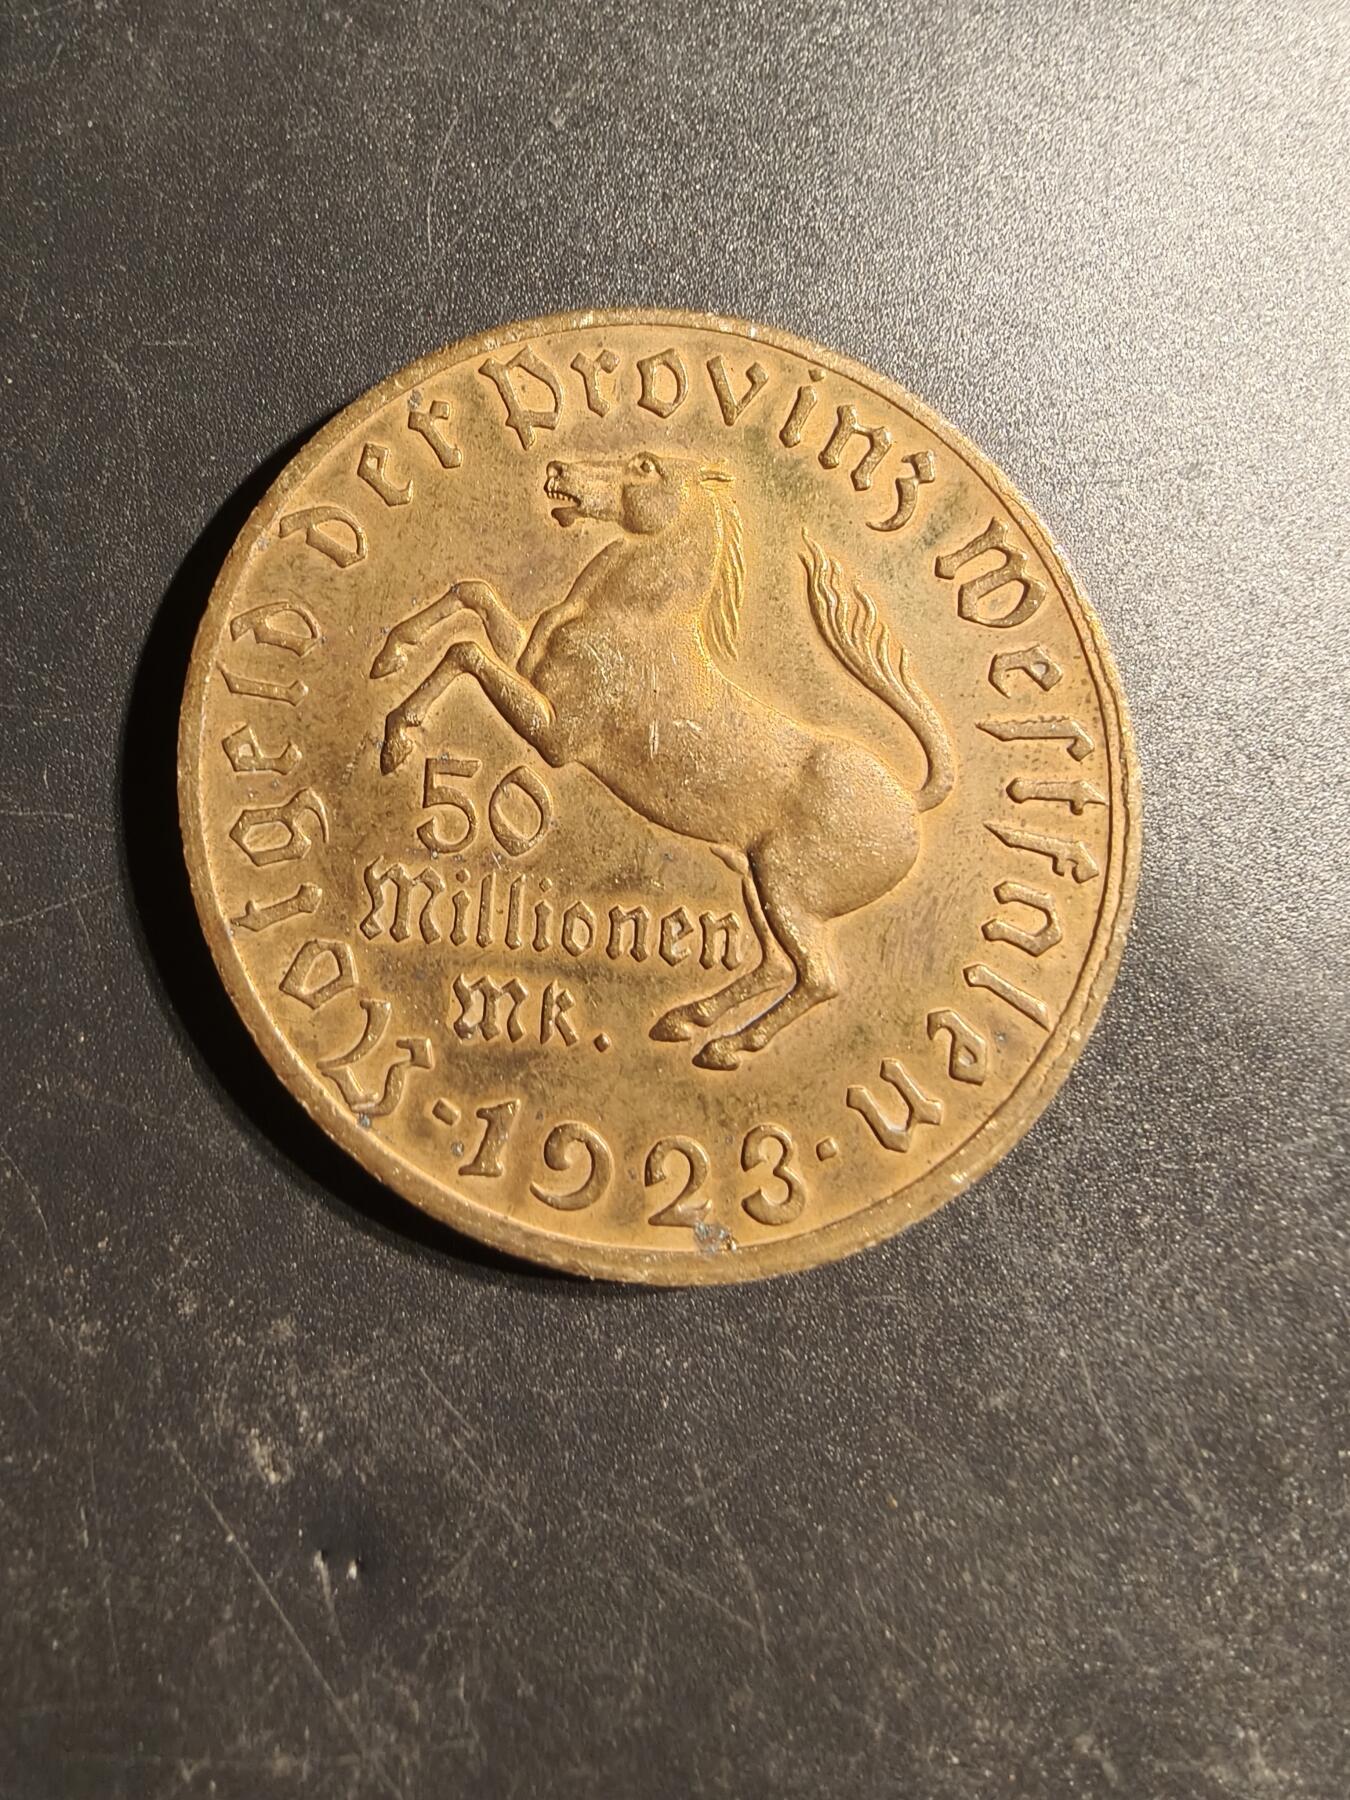 Notgeld der Provinz Westfalen
50
Millionen
Mk.
· 1923 ·